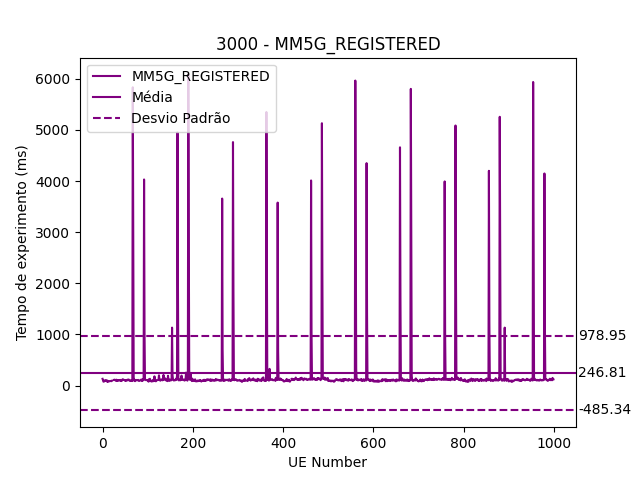 3000 - MM5G_REGISTERED
MM5G_REGISTERED
Média
Desvio Padrão
Tempo de experimento (ms)
6000
5000
4000
3000
2000
1000
0
978.95
246.81
-485.34
0
200
400
600
800
1000
UE Number